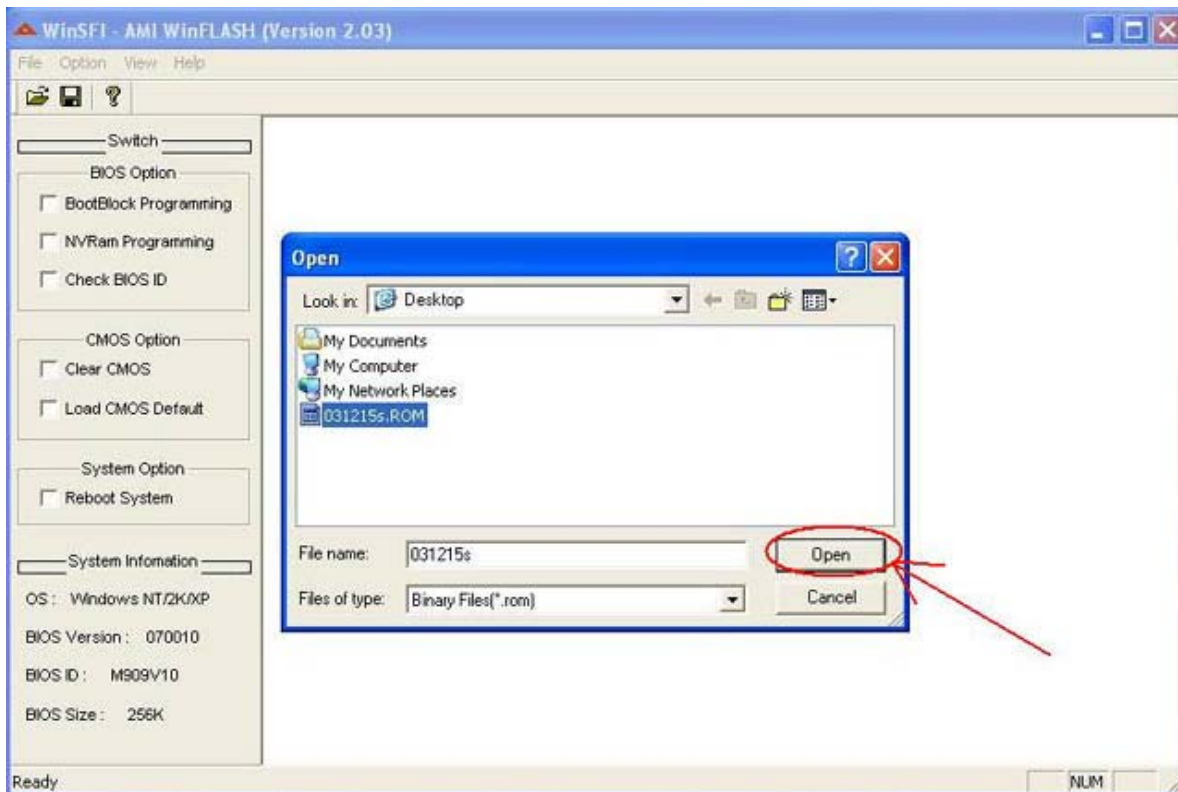 WinSFI - AMI WinFLASH (Version 2.03)
File Option View Help
Switch
BIOS Option
BootBlock Programming
NVRam Programming
Check BIOS ID
CMOS Option
Clear CMOS
Load CMOS Default
System Option
Reboot System
System Infomation
OS : Windows NT/2K/XP
BIOS Version : 070010
BIOS ID : M909V10
BIOS Size : 256K
Open
Look in: Desktop
My Documents
My Computer
My Network Places
031215s.ROM
File name: 031215s Open
Files of type: Binary Files(*.rom) Cancel
Ready NUM